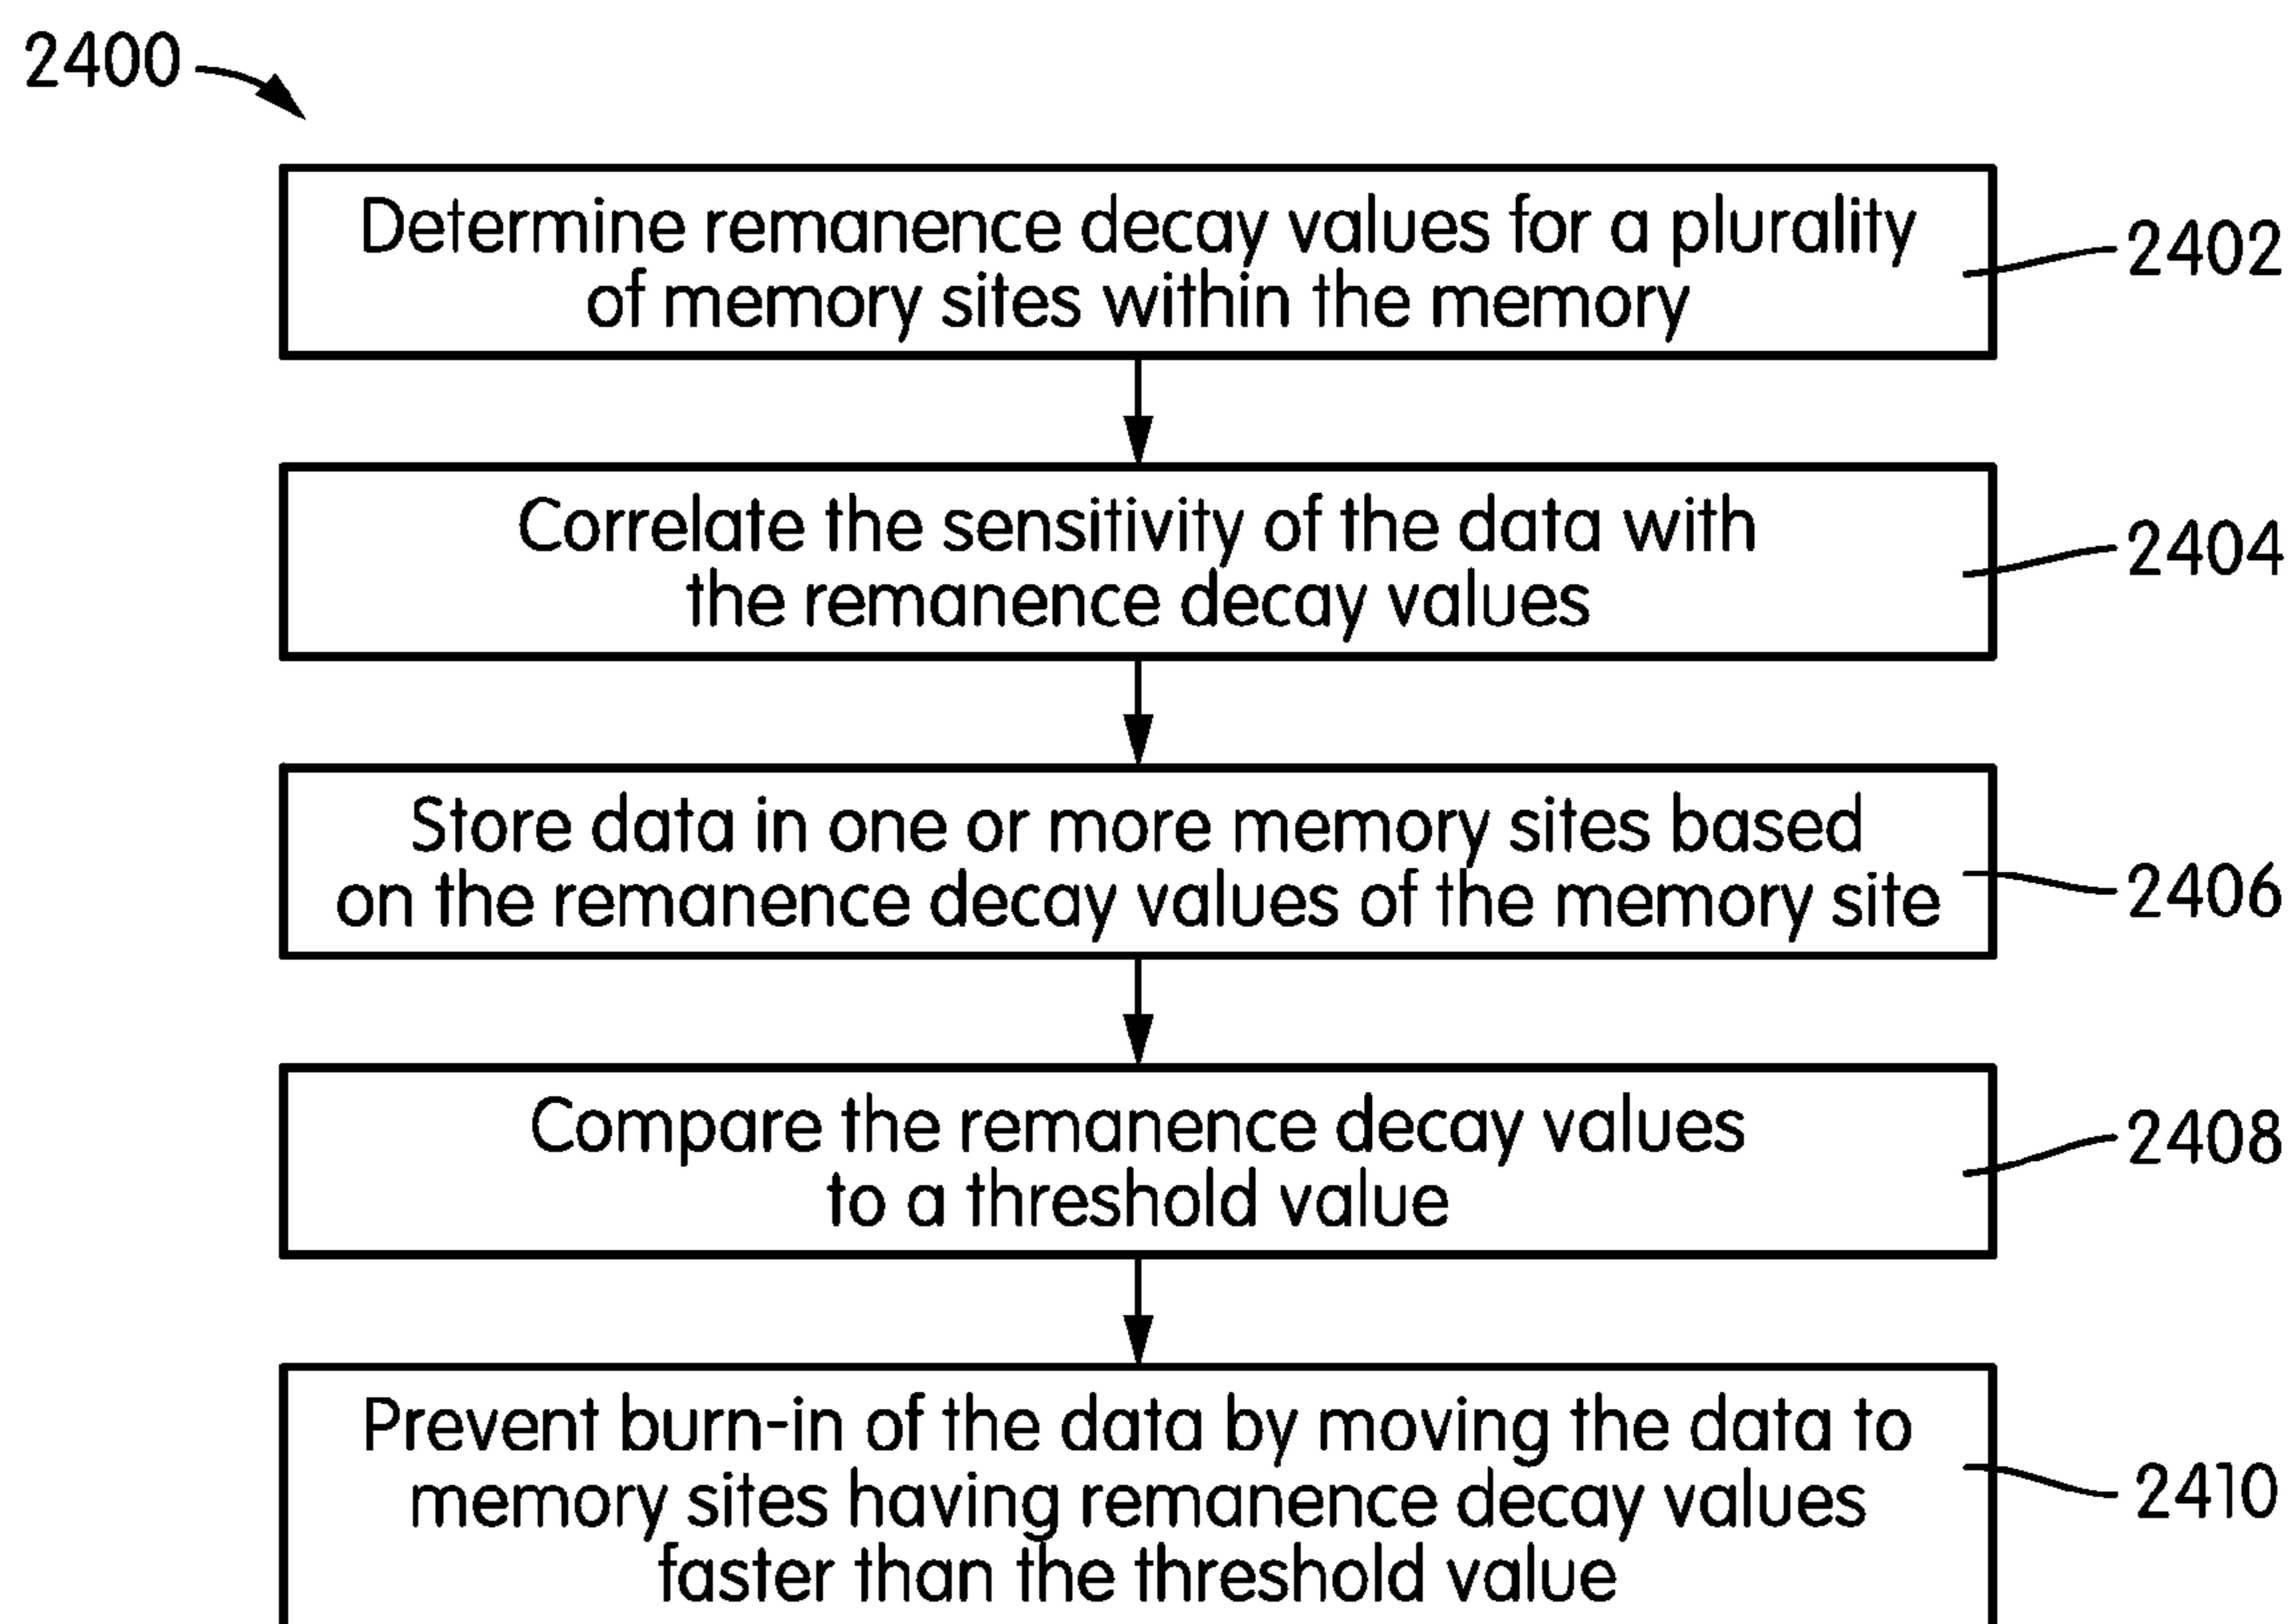 2400
Determine remanence decay values for a plurality
of memory sites within the memory
2402
Correlate the sensitivity of the data with
the remanence decay values
2404
Store data in one or more memory sites based
on the remanence decay values of the memory site
2406
Compare the remanence decay values
to a threshold value
2408
Prevent burn-in of the data by moving the data to
memory sites having remanence decay values
faster than the threshold value
2410